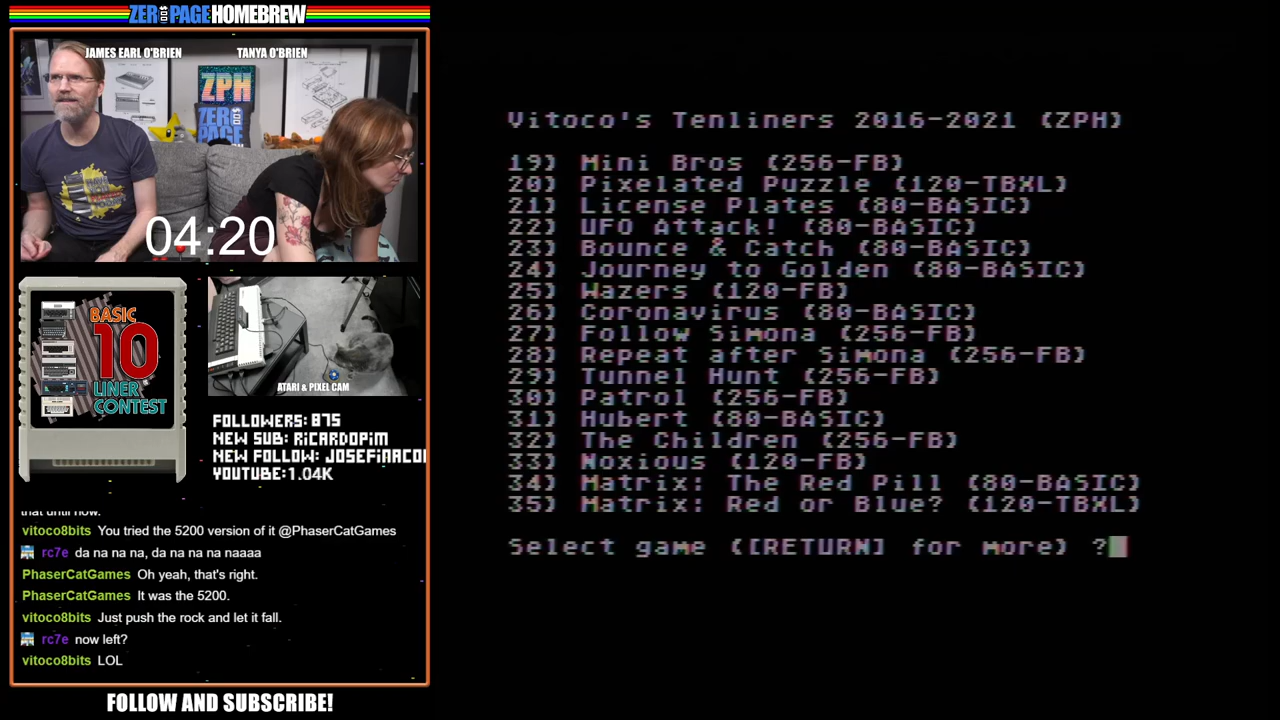 ZER PAGE HOMEBREW
JAMES EARL O'BRIEN
TANYA O'BRIEN
ZPH
ZER
PAGE
04:20
BASIC
10
LINER
CONTEST
ATARI & PIXEL CAM
FOLLOWERS: 875
NEW SUB: RICARDOPIM
NEW FOLLOW: JOSEFINACO
YOUTUBE: 1.04K
that until now.
vitoco8bits You tried the 5200 version of it @PhaserCatGames
rc7e da na na na, da na na na naaaa
PhaserCatGames Oh yeah, that's right.
PhaserCatGames It was the 5200.
vitoco8bits Just push the rock and let it fall.
rc7e now left?
vitoco8bits LOL
FOLLOW AND SUBSCRIBE!
Vitoco's Tenliners 2016-2021 (ZPH)
19) Mini Bros (256-FB)
20) Pixelated Puzzle (120-TBXL)
21) License Plates (80-BASIC)
22) UFO Attack! (80-BASIC)
23) Bounce & Catch (80-BASIC)
24) Journey to Golden (80-BASIC)
25) Wazers (120-FB)
26) Coronavirus (80-BASIC)
27) Follow Simona (256-FB)
28) Repeat after Simona (256-FB)
29) Tunnel Hunt (256-FB)
30) Patrol (256-FB)
31) Hubert (80-BASIC)
32) The Children (256-FB)
33) Noxious (120-FB)
34) Matrix: The Red Pill (80-BASIC)
35) Matrix: Red or Blue? (120-TBXL)
Select game ([RETURN] for more) ?